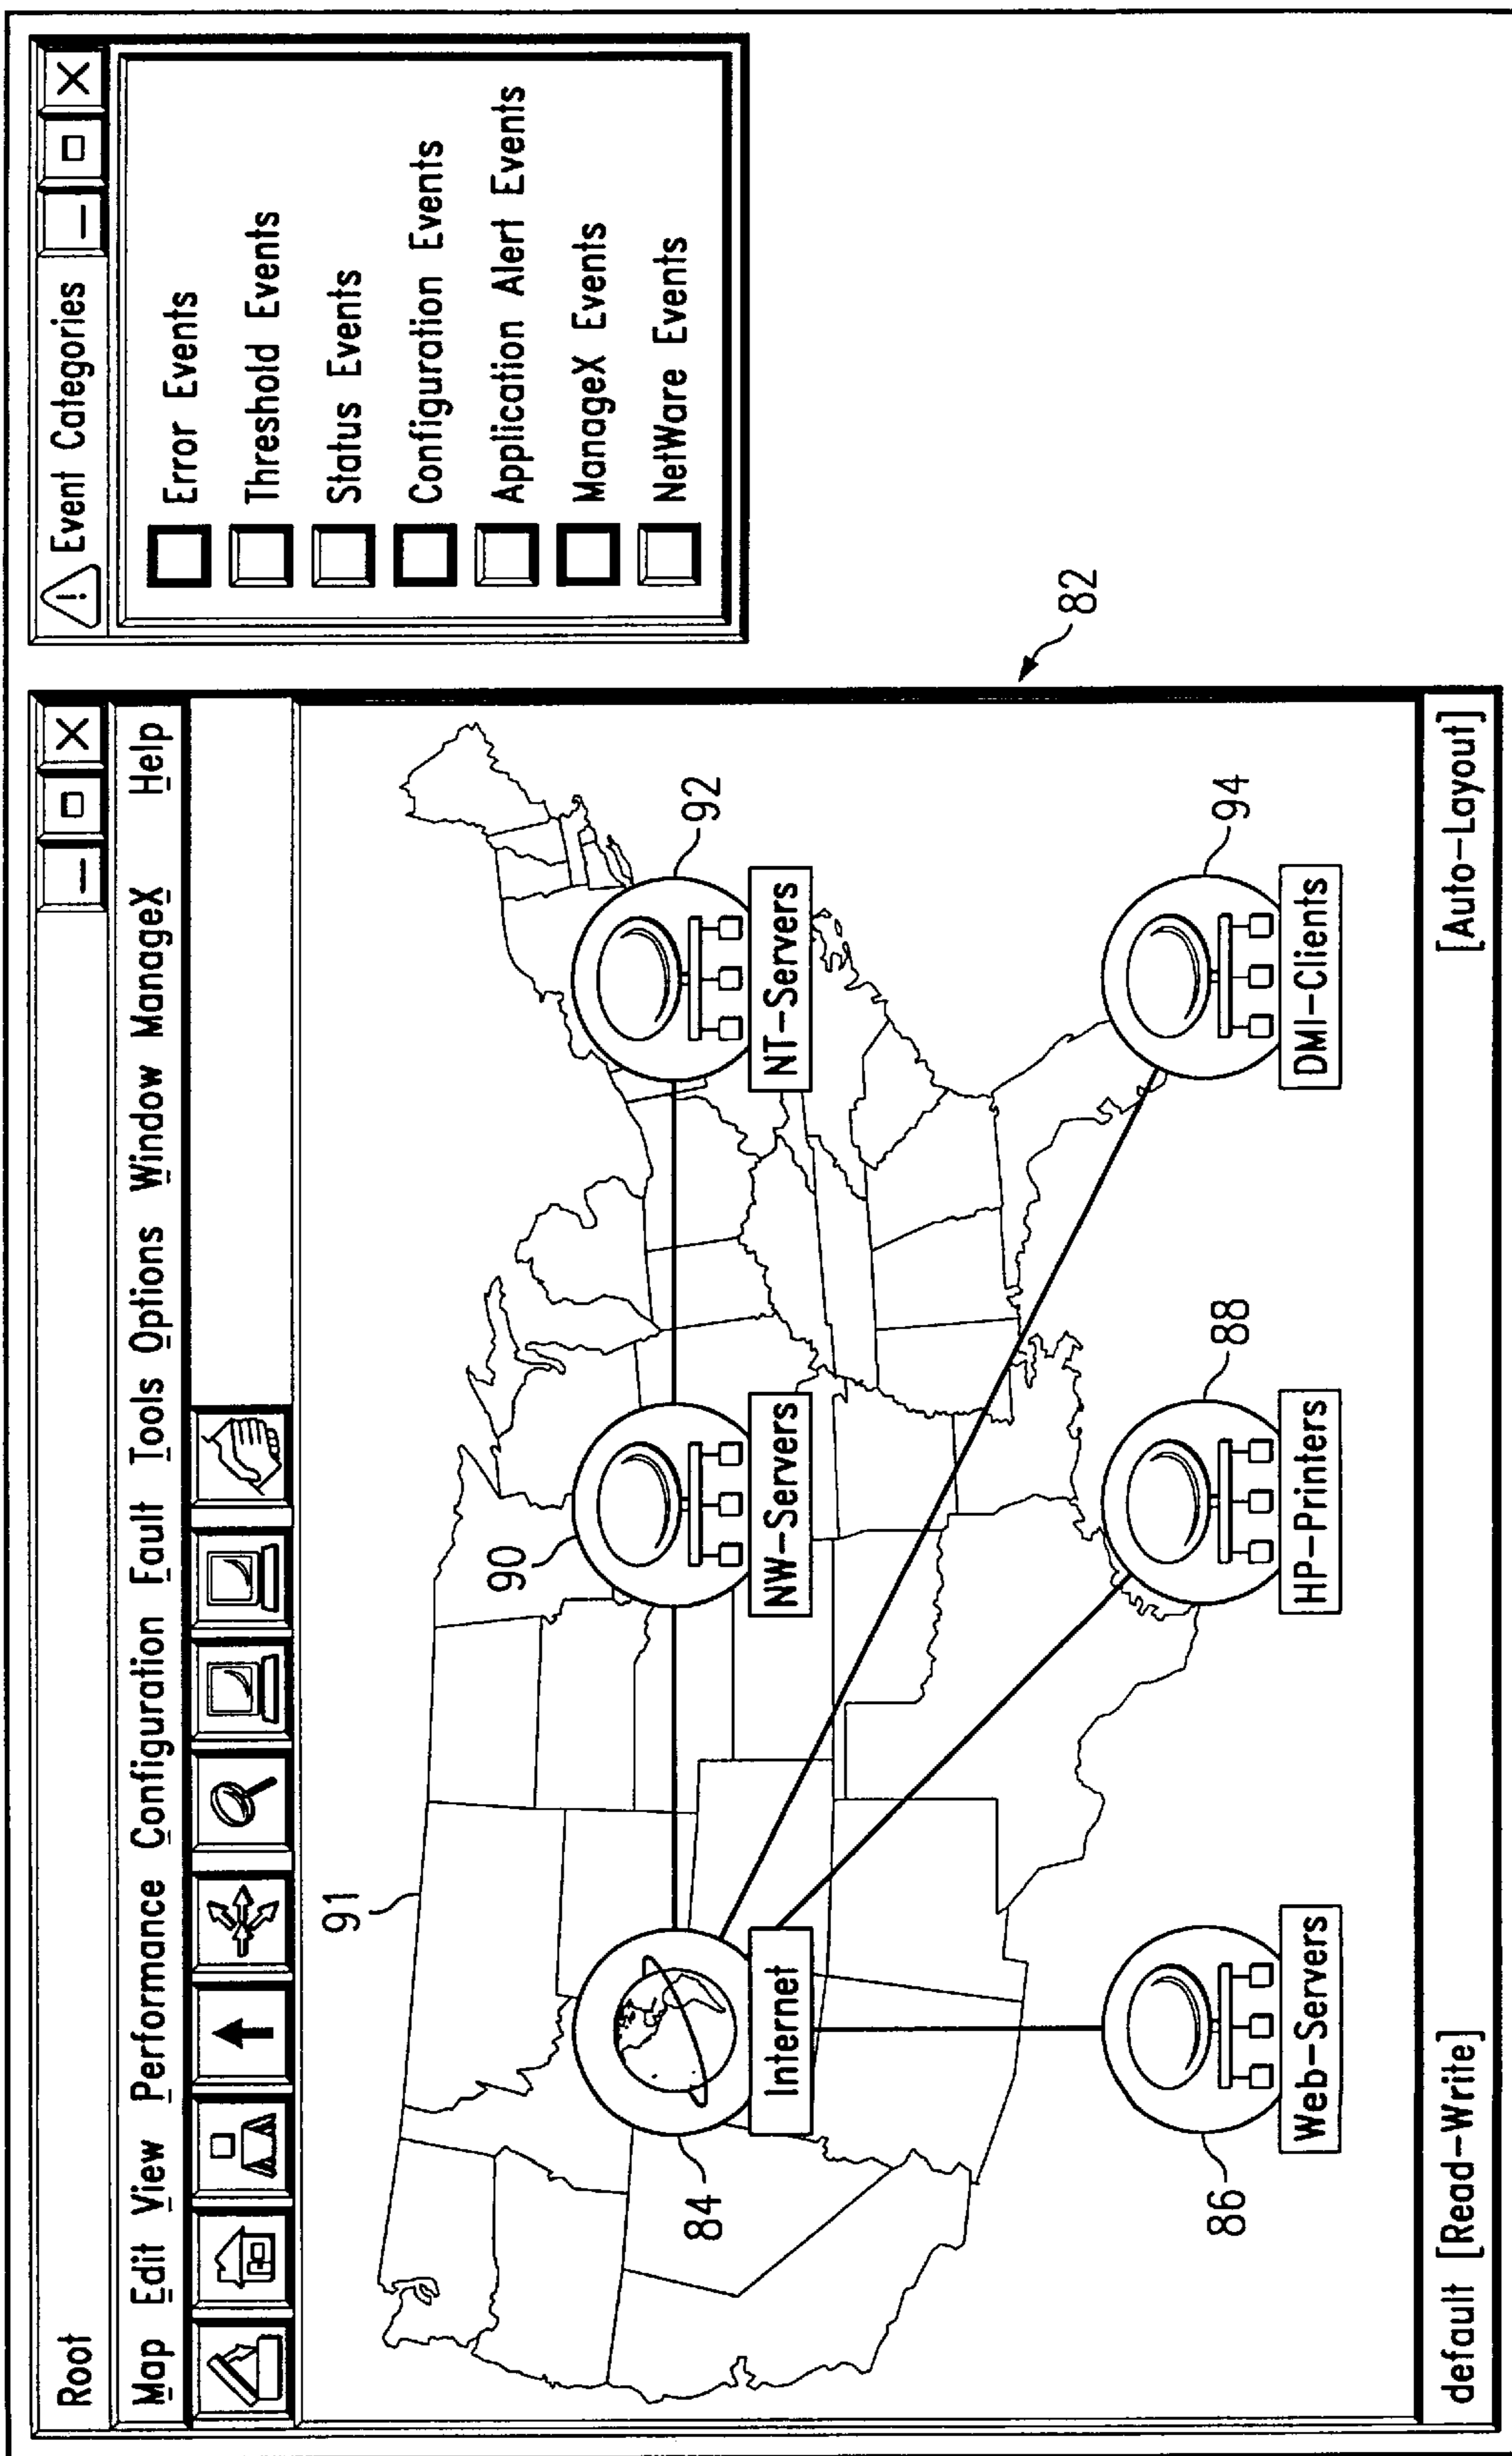 Root
Map Edit View Performance Configuration Fault Tools Options Window ManageX Help
91
90
92
84
Internet
NW-Servers
NT-Servers
86
88
94
Web-Servers
HP-Printers
DMI-Clients
default [Read-Write] [Auto-Layout]
82
Event Categories
Error Events
Threshold Events
Status Events
Configuration Events
Application Alert Events
ManageX Events
NetWare Events